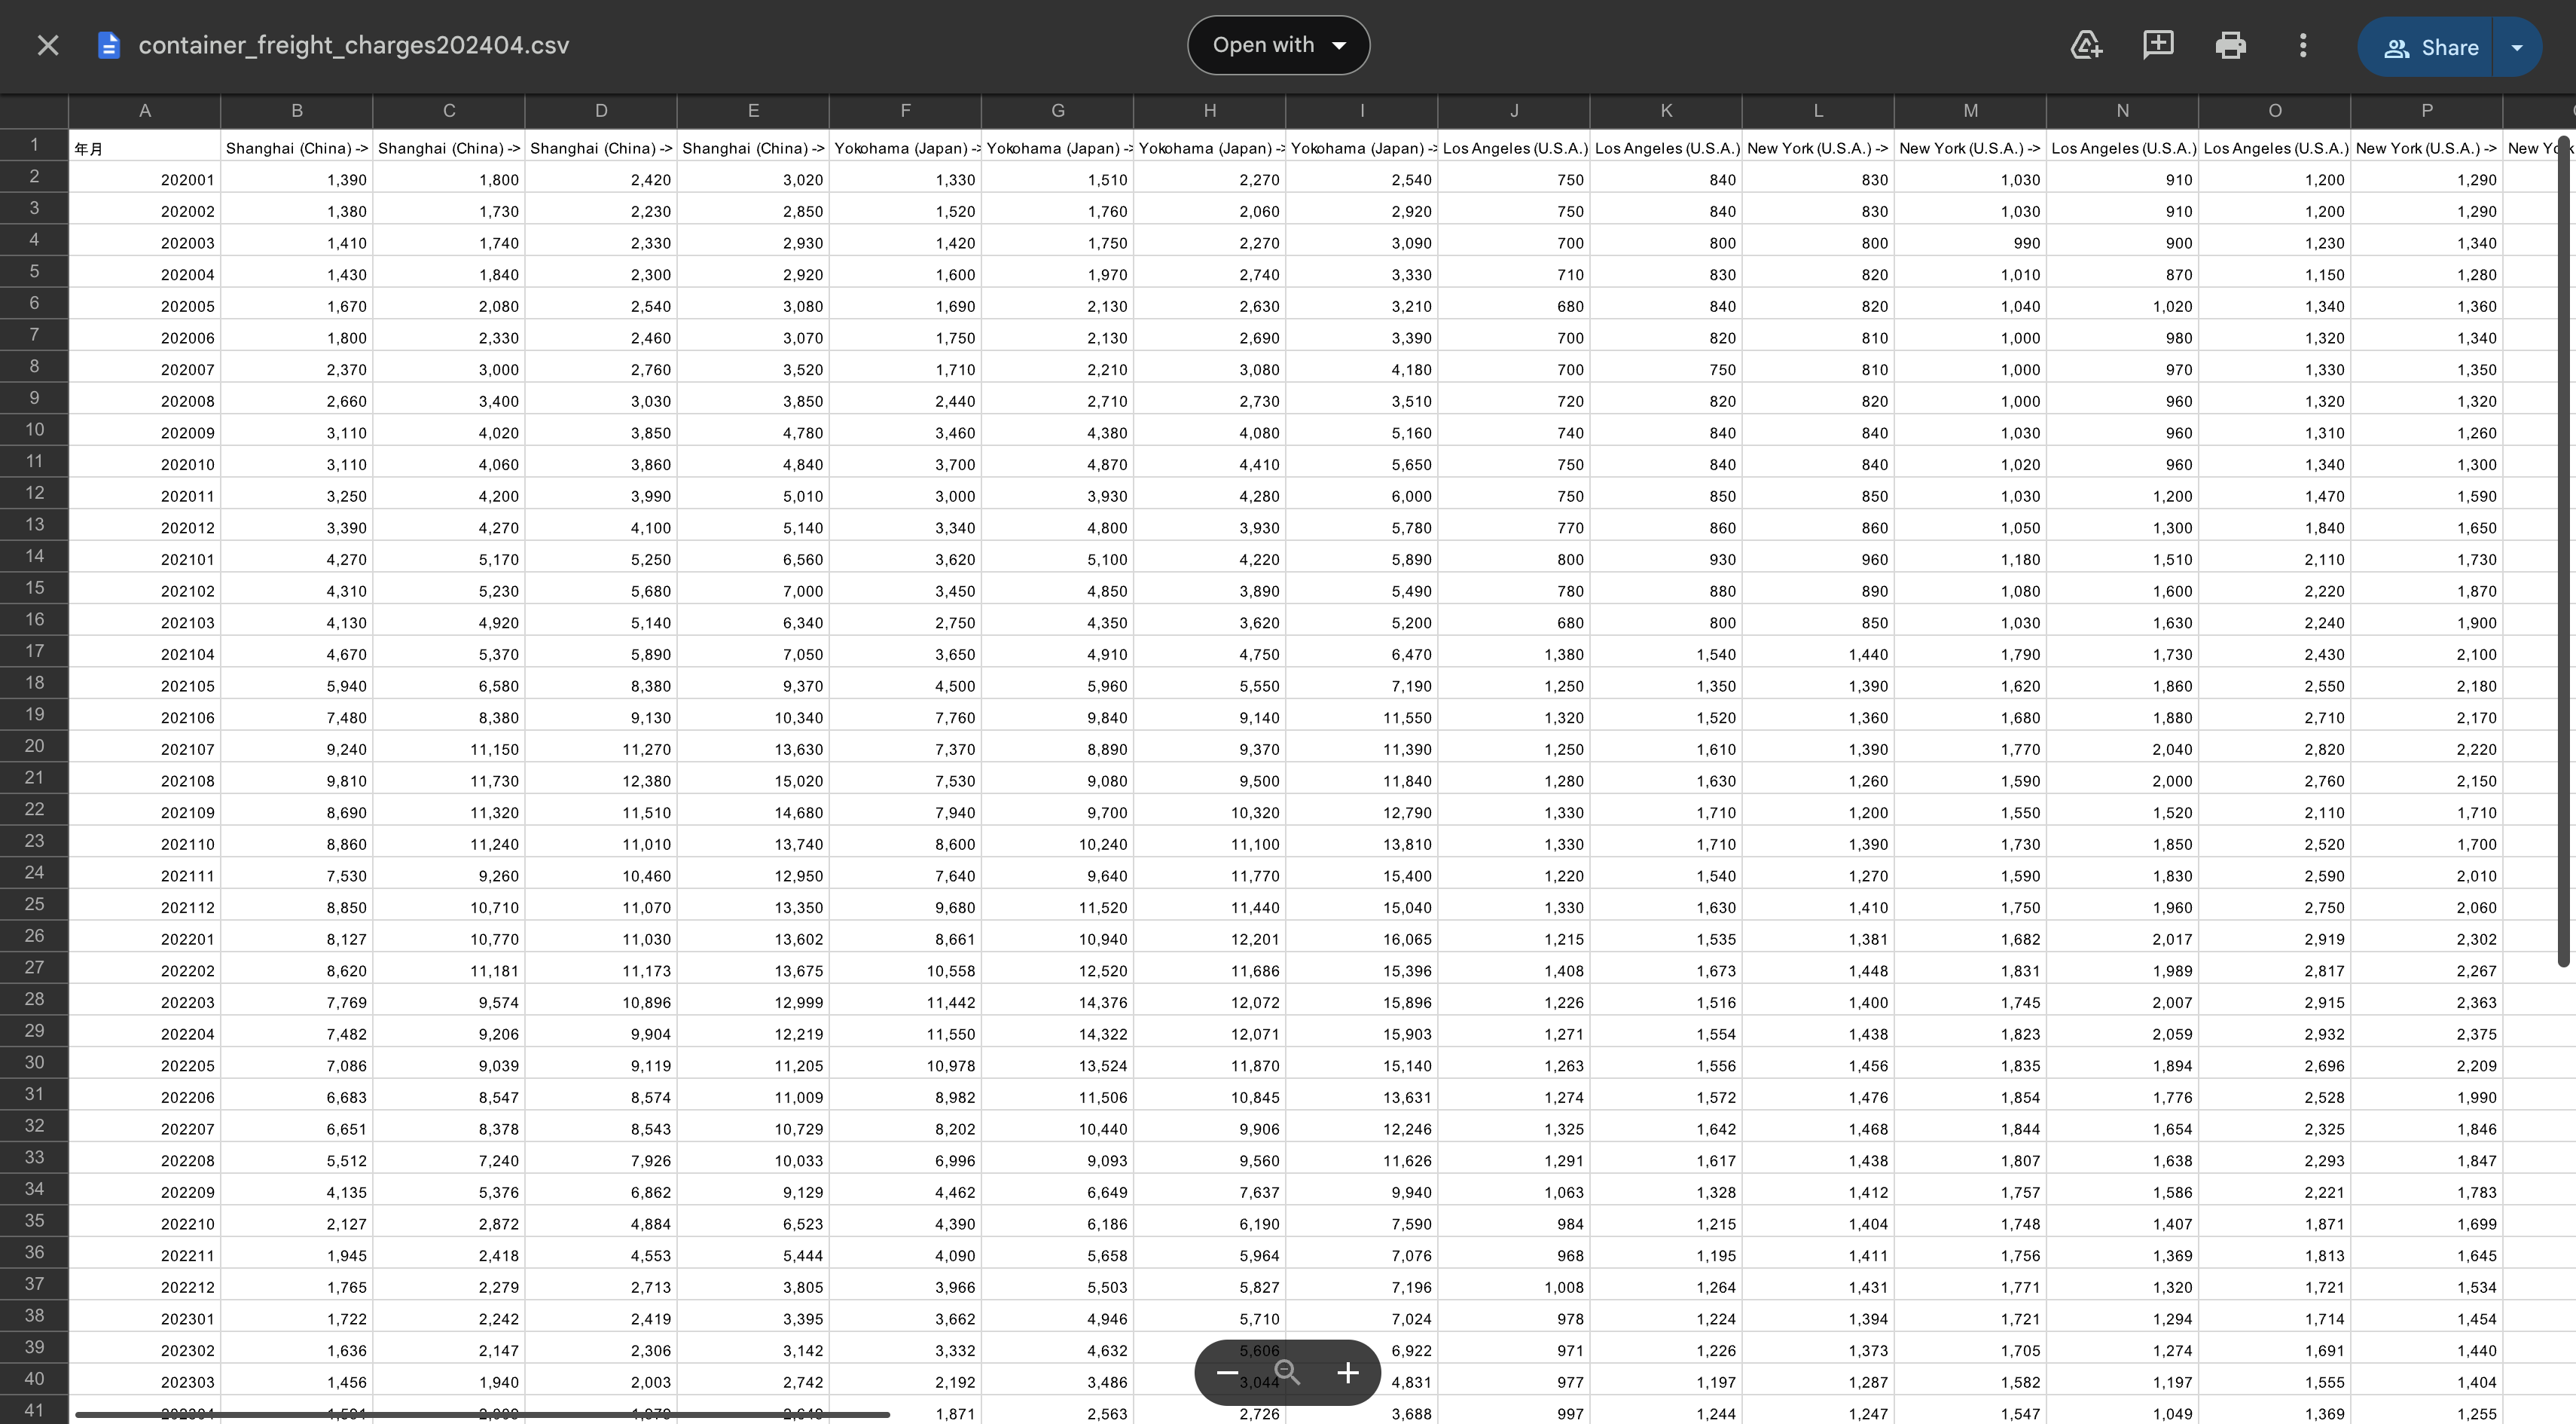 container_freight_charges202404.csv Open with Share
A B C D E F G H I J K L M N O P
1 年月 Shanghai (China) -> Shanghai (China) -> Shanghai (China) -> Shanghai (China) -> Yokohama (Japan) -> Yokohama (Japan) -> Yokohama (Japan) -> Yokohama (Japan) -> Los Angeles (U.S.A.) Los Angeles (U.S.A.) New York (U.S.A.) -> New York (U.S.A.) -> Los Angeles (U.S.A.) Los Angeles (U.S.A.) New York (U.S.A.) -> New
2 202001 1,390 1,800 2,420 3,020 1,330 1,510 2,270 2,540 750 840 830 1,030 910 1,200 1,290
3 202002 1,380 1,730 2,230 2,850 1,520 1,760 2,060 2,920 750 840 830 1,030 910 1,200 1,290
4 202003 1,410 1,740 2,330 2,930 1,420 1,750 2,270 3,090 700 800 800 990 900 1,230 1,340
5 202004 1,430 1,840 2,300 2,920 1,600 1,970 2,740 3,330 710 830 820 1,010 870 1,150 1,280
6 202005 1,670 2,080 2,540 3,080 1,690 2,130 2,630 3,210 680 840 820 1,040 1,020 1,340 1,360
7 202006 1,800 2,330 2,460 3,070 1,750 2,130 2,690 3,390 700 820 810 1,000 980 1,320 1,340
8 202007 2,370 3,000 2,760 3,520 1,710 2,210 3,080 4,180 700 750 810 1,000 970 1,330 1,350
9 202008 2,660 3,400 3,030 3,850 2,440 2,710 2,730 3,510 720 820 820 1,000 960 1,320 1,320
10 202009 3,110 4,020 3,850 4,780 3,460 4,380 4,080 5,160 740 840 840 1,030 960 1,310 1,260
11 202010 3,110 4,060 3,860 4,840 3,700 4,870 4,410 5,650 750 840 840 1,020 960 1,340 1,300
12 202011 3,250 4,200 3,990 5,010 3,000 3,930 4,280 6,000 750 850 850 1,030 1,200 1,470 1,590
13 202012 3,390 4,270 4,100 5,140 3,340 4,800 3,930 5,780 770 860 860 1,050 1,300 1,840 1,650
14 202101 4,270 5,170 5,250 6,560 3,620 5,100 4,220 5,890 800 930 960 1,180 1,510 2,110 1,730
15 202102 4,310 5,230 5,680 7,000 3,450 4,850 3,890 5,490 780 880 890 1,080 1,600 2,220 1,870
16 202103 4,130 4,920 5,140 6,340 2,750 4,350 3,620 5,200 680 800 850 1,030 1,630 2,240 1,900
17 202104 4,670 5,370 5,890 7,050 3,650 4,910 4,750 6,470 1,380 1,540 1,440 1,790 1,730 2,430 2,100
18 202105 5,940 6,580 8,380 9,370 4,500 5,960 5,550 7,190 1,250 1,350 1,390 1,620 1,860 2,550 2,180
19 202106 7,480 8,380 9,130 10,340 7,760 9,840 9,140 11,550 1,320 1,520 1,360 1,680 1,880 2,710 2,170
20 202107 9,240 11,150 11,270 13,630 7,370 8,890 9,370 11,390 1,250 1,610 1,390 1,770 2,040 2,820 2,220
21 202108 9,810 11,730 12,380 15,020 7,530 9,080 9,500 11,840 1,280 1,630 1,260 1,590 2,000 2,760 2,150
22 202109 8,690 11,320 11,510 14,680 7,940 9,700 10,320 12,790 1,330 1,710 1,200 1,550 1,520 2,110 1,710
23 202110 8,860 11,240 11,010 13,740 8,600 10,240 11,100 13,810 1,330 1,710 1,390 1,730 1,850 2,520 1,700
24 202111 7,530 9,260 10,460 12,950 7,640 9,640 11,770 15,400 1,220 1,540 1,270 1,590 1,830 2,590 2,010
25 202112 8,850 10,710 11,070 13,350 9,680 11,520 11,440 15,040 1,330 1,630 1,410 1,750 1,960 2,750 2,060
26 202201 8,127 10,770 11,030 13,602 8,661 10,940 12,201 16,065 1,215 1,535 1,381 1,682 2,017 2,919 2,302
27 202202 8,620 11,181 11,173 13,675 10,558 12,520 11,686 15,396 1,408 1,673 1,448 1,831 1,989 2,817 2,267
28 202203 7,769 9,574 10,896 12,999 11,442 14,376 12,072 15,896 1,226 1,516 1,400 1,745 2,007 2,915 2,363
29 202204 7,482 9,206 9,904 12,219 11,550 14,322 12,071 15,903 1,271 1,554 1,438 1,823 2,059 2,932 2,375
30 202205 7,086 9,039 9,119 11,205 10,978 13,524 11,870 15,140 1,263 1,556 1,456 1,835 1,894 2,696 2,209
31 202206 6,683 8,547 8,574 11,009 8,982 11,506 10,845 13,631 1,274 1,572 1,476 1,854 1,776 2,528 1,990
32 202207 6,651 8,378 8,543 10,729 8,202 10,440 9,906 12,246 1,325 1,642 1,468 1,844 1,654 2,325 1,846
33 202208 5,512 7,240 7,926 10,033 6,996 9,093 9,560 11,626 1,291 1,617 1,438 1,807 1,638 2,293 1,847
34 202209 4,135 5,376 6,862 9,129 4,462 6,649 7,637 9,940 1,063 1,328 1,412 1,757 1,586 2,221 1,783
35 202210 2,127 2,872 4,884 6,523 4,390 6,186 6,190 7,590 984 1,215 1,404 1,748 1,407 1,871 1,699
36 202211 1,945 2,418 4,553 5,444 4,090 5,658 5,964 7,076 968 1,195 1,411 1,756 1,369 1,813 1,645
37 202212 1,765 2,279 2,713 3,805 3,966 5,503 5,827 7,196 1,008 1,264 1,431 1,771 1,320 1,721 1,534
38 202301 1,722 2,242 2,419 3,395 3,662 4,946 5,710 7,024 978 1,224 1,394 1,721 1,294 1,714 1,454
39 202302 1,636 2,147 2,306 3,142 3,332 4,632 5,606 6,922 971 1,226 1,373 1,705 1,274 1,691 1,440
40 202303 1,456 1,940 2,003 2,742 2,192 3,486 3,044 4,831 977 1,197 1,287 1,582 1,197 1,555 1,404
41 1,871 2,563 2,726 3,688 997 1,244 1,247 1,547 1,049 1,369 1,255